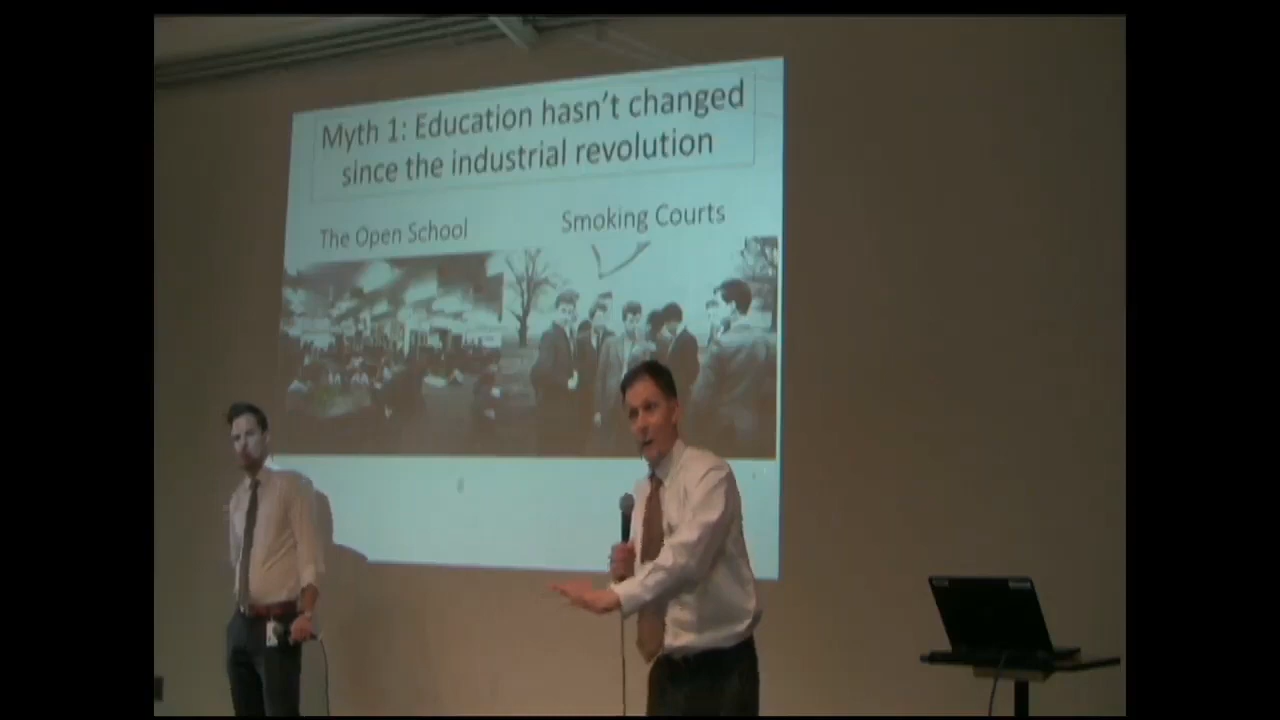 Myth 1: Education hasn't changed
since the industrial revolution
The Open School
Smoking Courts